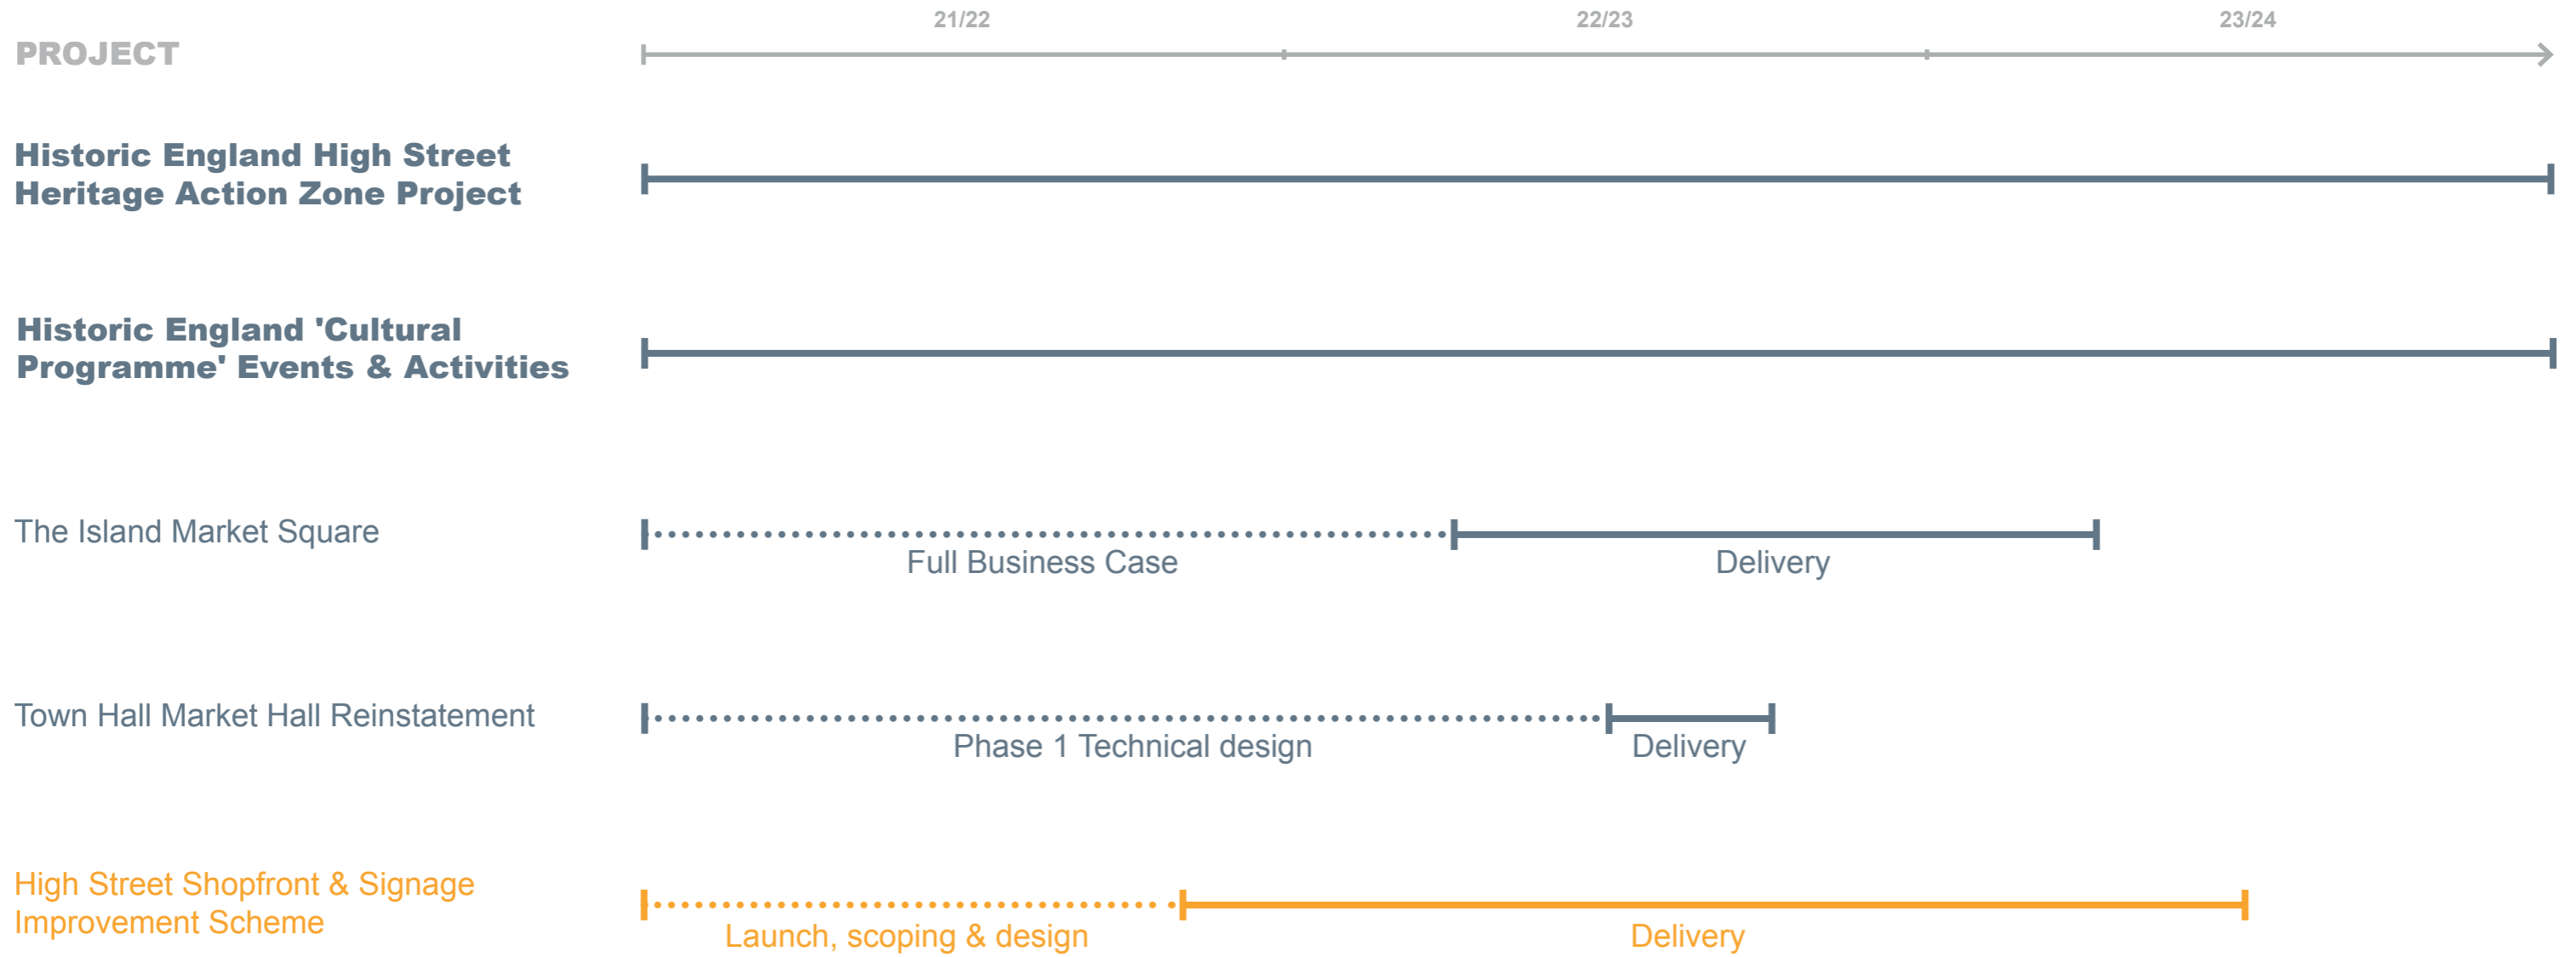 21/22
22/23
23/24
PROJECT
Historic England High Street
Heritage Action Zone Project
Historic England 'Cultural
Programme' Events & Activities
The Island Market Square
Full Business Case
Delivery
Town Hall Market Hall Reinstatement
Phase 1 Technical design
Delivery
High Street Shopfront & Signage
Improvement Scheme
Launch, scoping & design
Delivery